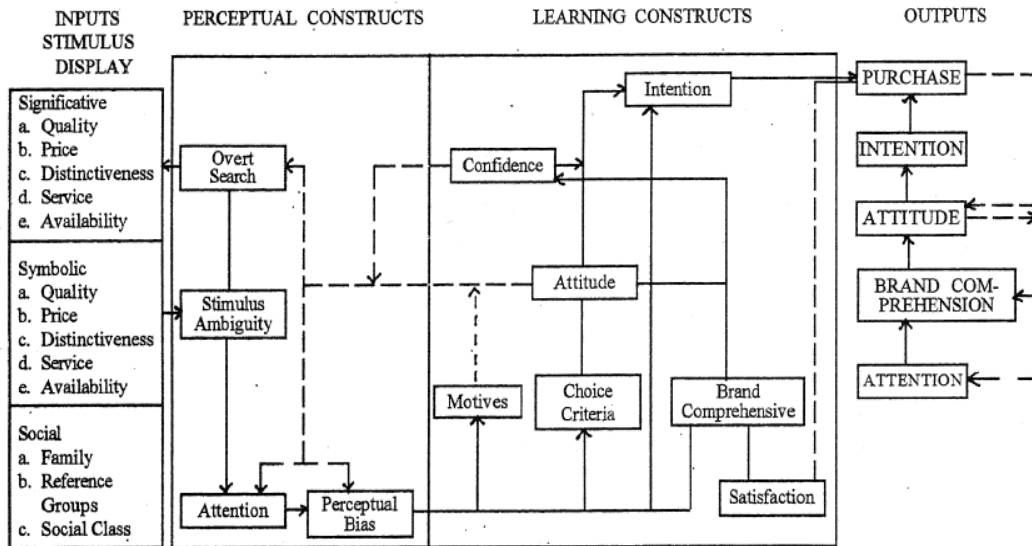 INPUTS
STIMULUS
DISPLAY
PERCEPTUAL CONSTRUCTS
LEARNING CONSTRUCTS
OUTPUTS
Significative
a. Quality
b. Price
c. Distinctiveness
d. Service
e. Availability
Symbolic
a. Quality
b. Price
c. Distinctiveness
d. Service
e. Availability
Social
a. Family
b. Reference
Groups
c. Social Class
Overt
Search
Stimulus
Ambiguity
Attention
Perceptual
Bias
Intention
Confidence
Attitude
Motives
Choice
Criteria
Brand
Comprehensive
Satisfaction
PURCHASE
INTENTION
ATTITUDE
BRAND COM-
PREHENSION
ATTENTION